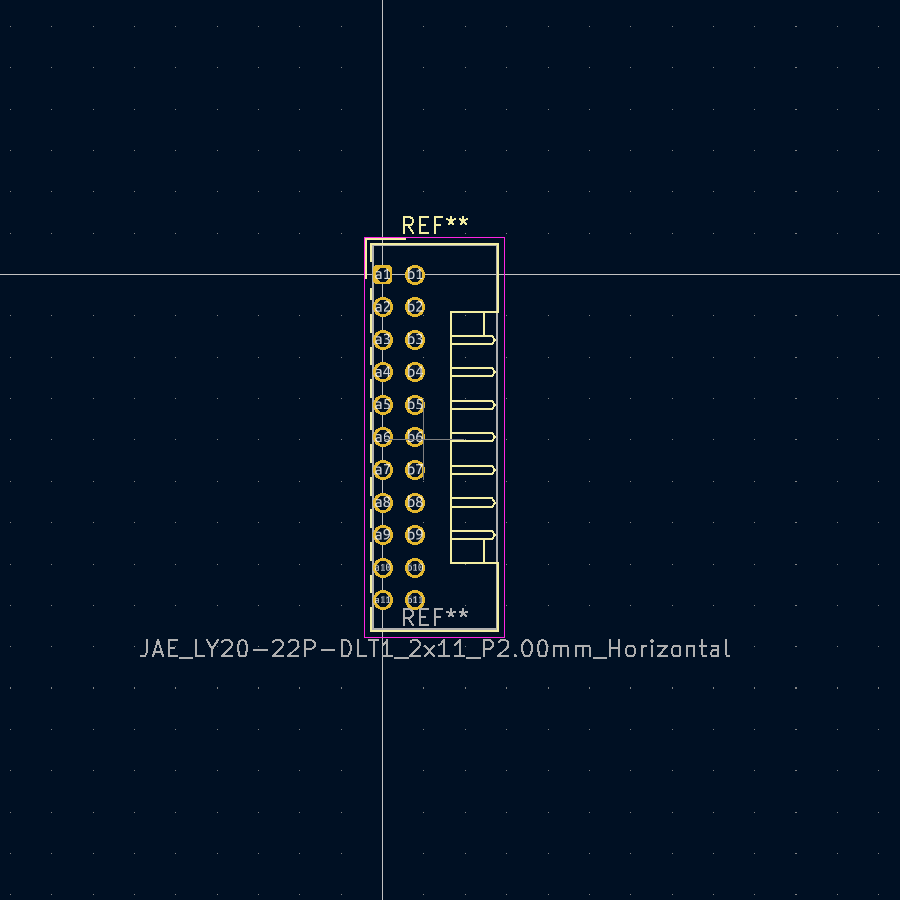 REF**
a1 b1
a2 b2
a3 b3
a4 b4
a5 b5
a6 b6
a7 b7
a8 b8
a9 b9
a10 b10
a11 b11
REF**
JAE_LY20-22P-DLT1_2x11_P2.00mm_Horizontal